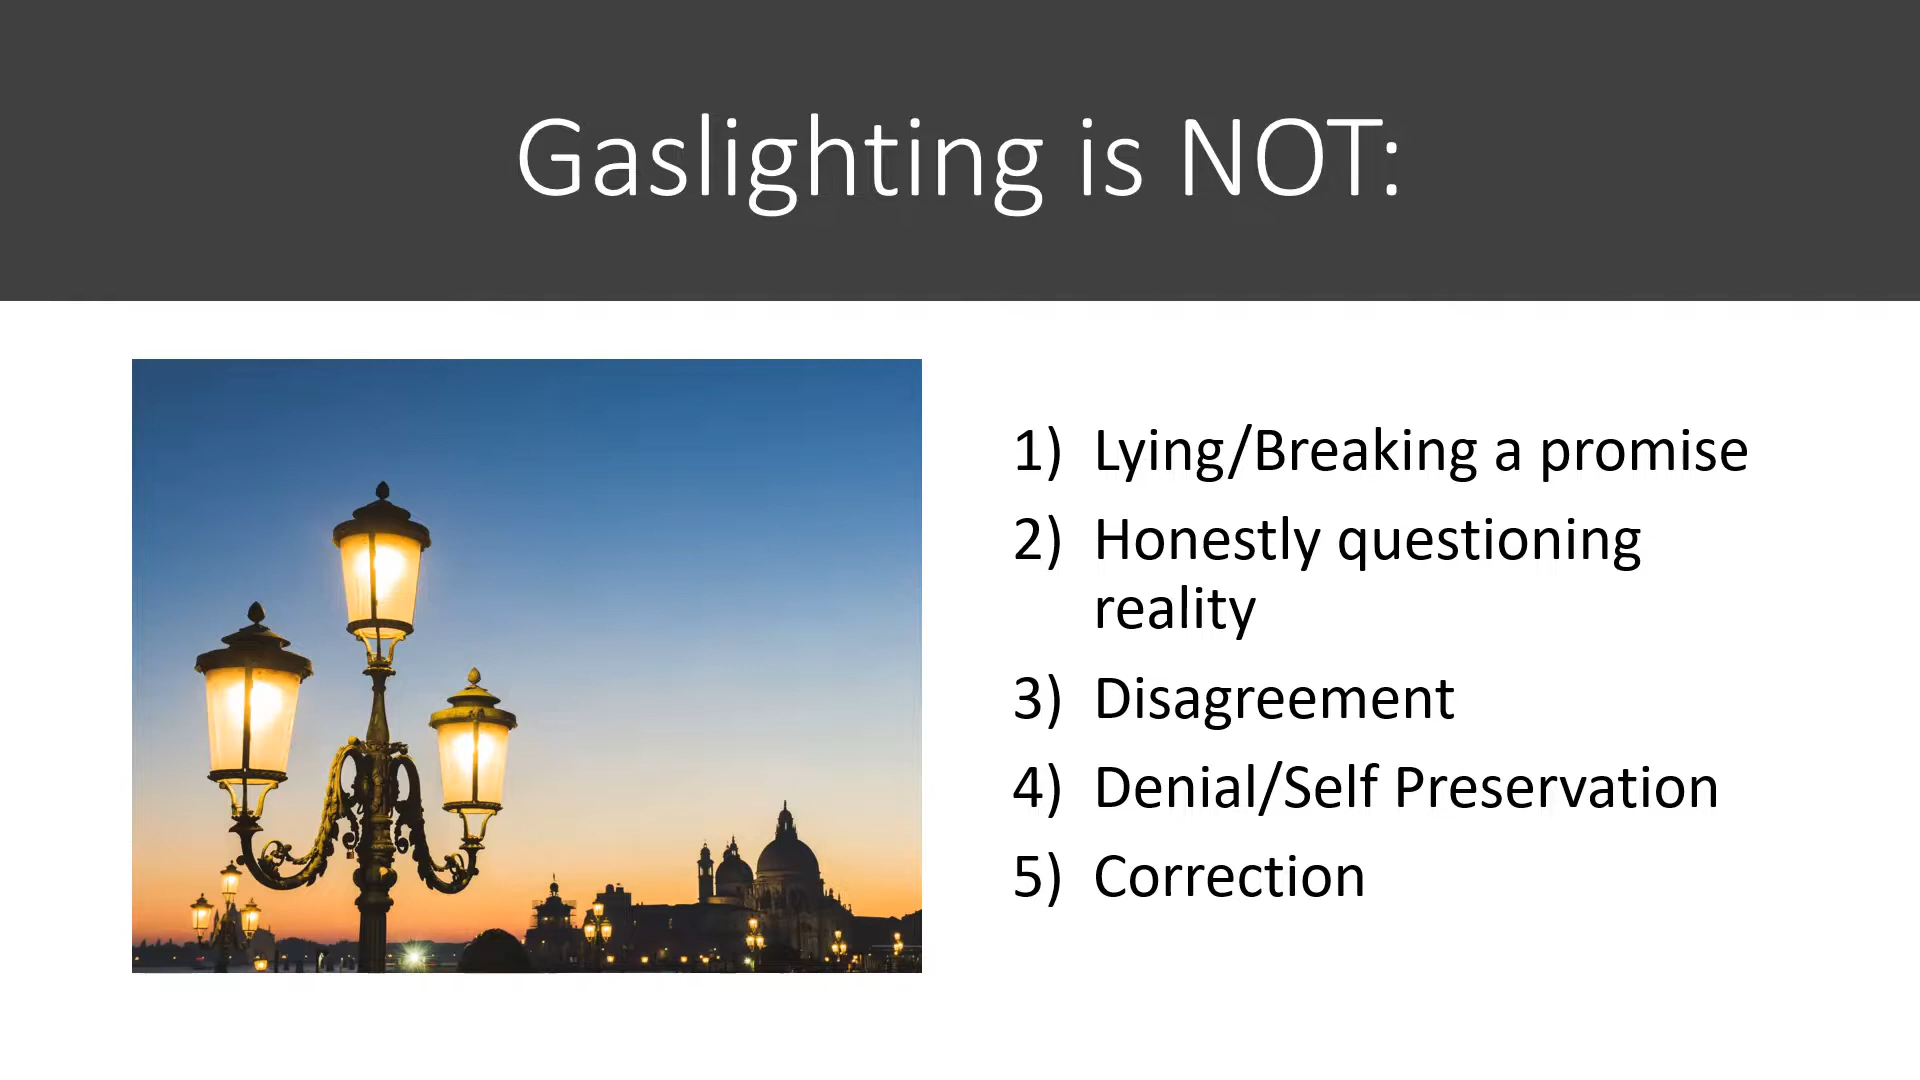 Gaslighting is NOT:
1) Lying/Breaking a promise
2) Honestly questioning
reality
3) Disagreement
4) Denial/Self Preservation
5) Correction